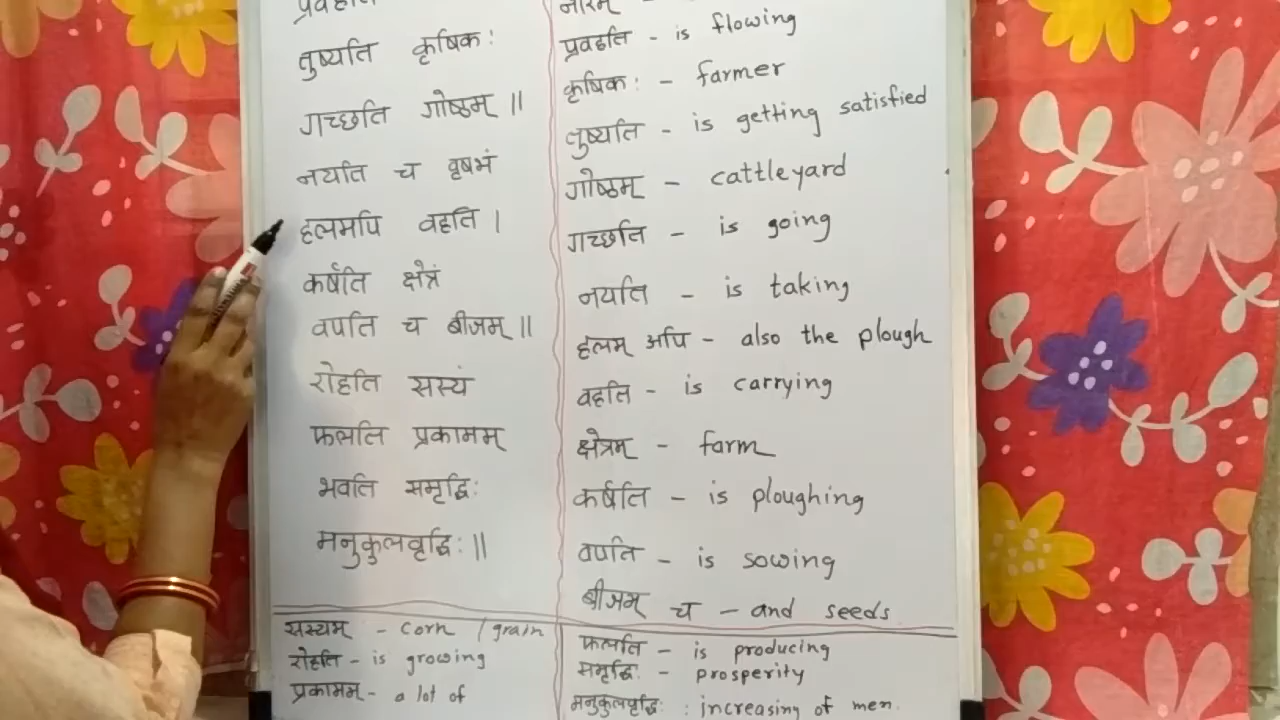 प्रवहति
तुष्यति कृषिकः
गच्छति गोष्ठम् ॥
नयति च वृषभं
हलमपि वहति ।
कर्षति क्षेत्रं
वपति च बीजम् ॥
रोहति सस्यं
फलति प्रकामम्
भवति समृद्धिः
मनुकुलवृद्धिः ॥
नीरम् -
प्रवहति - is flowing
कृषिकः - farmer
तुष्यति - is getting satisfied
गोष्ठम् - cattleyard
गच्छति - is going
नयति - is taking
हलम् अपि - also the plough
वहति - is carrying
क्षेत्रम् - farm
कर्षति - is ploughing
वपति - is sowing
बीजम् च - and seeds
सस्यम् - corn / grain
रोहति - is growing
प्रकामम् - a lot of
फलति - is producing
समृद्धिः - prosperity
मनुकुलवृद्धिः : increasing of men.